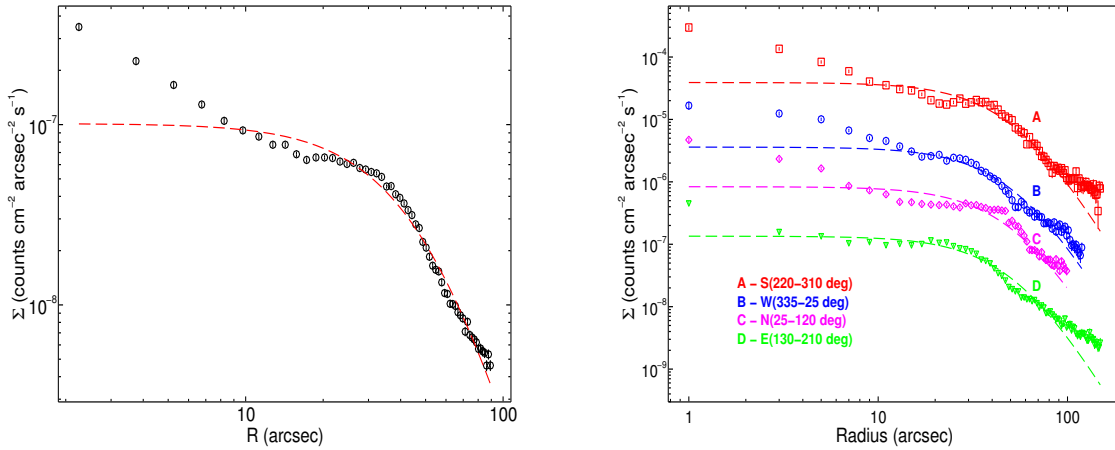 10⁻⁷
10⁻⁸
10
100
R (arcsec)
Σ (counts cm⁻² arcsec⁻² s⁻¹)
10⁻⁴
10⁻⁵
10⁻⁶
10⁻⁷
10⁻⁸
10⁻⁹
1
10
100
Radius (arcsec)
Σ (counts cm⁻² arcsec⁻² s⁻¹)
A
B
C
D
A − S(220−310 deg)
B − W(335−25 deg)
C − N(25−120 deg)
D − E(130−210 deg)